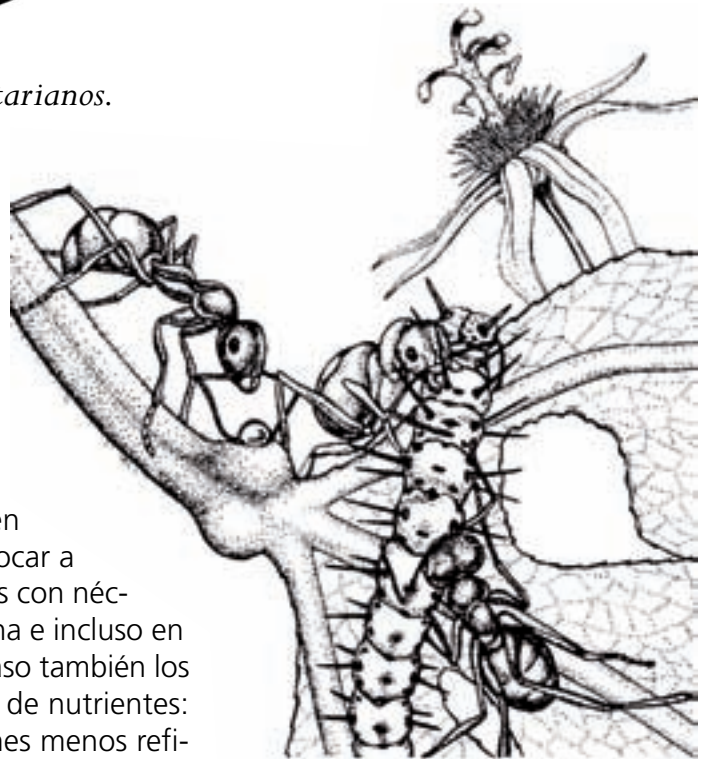 tarianos.
en
ocar a
s con néc-
na e incluso en
aso también los
de nutrientes:
nes menos refi-